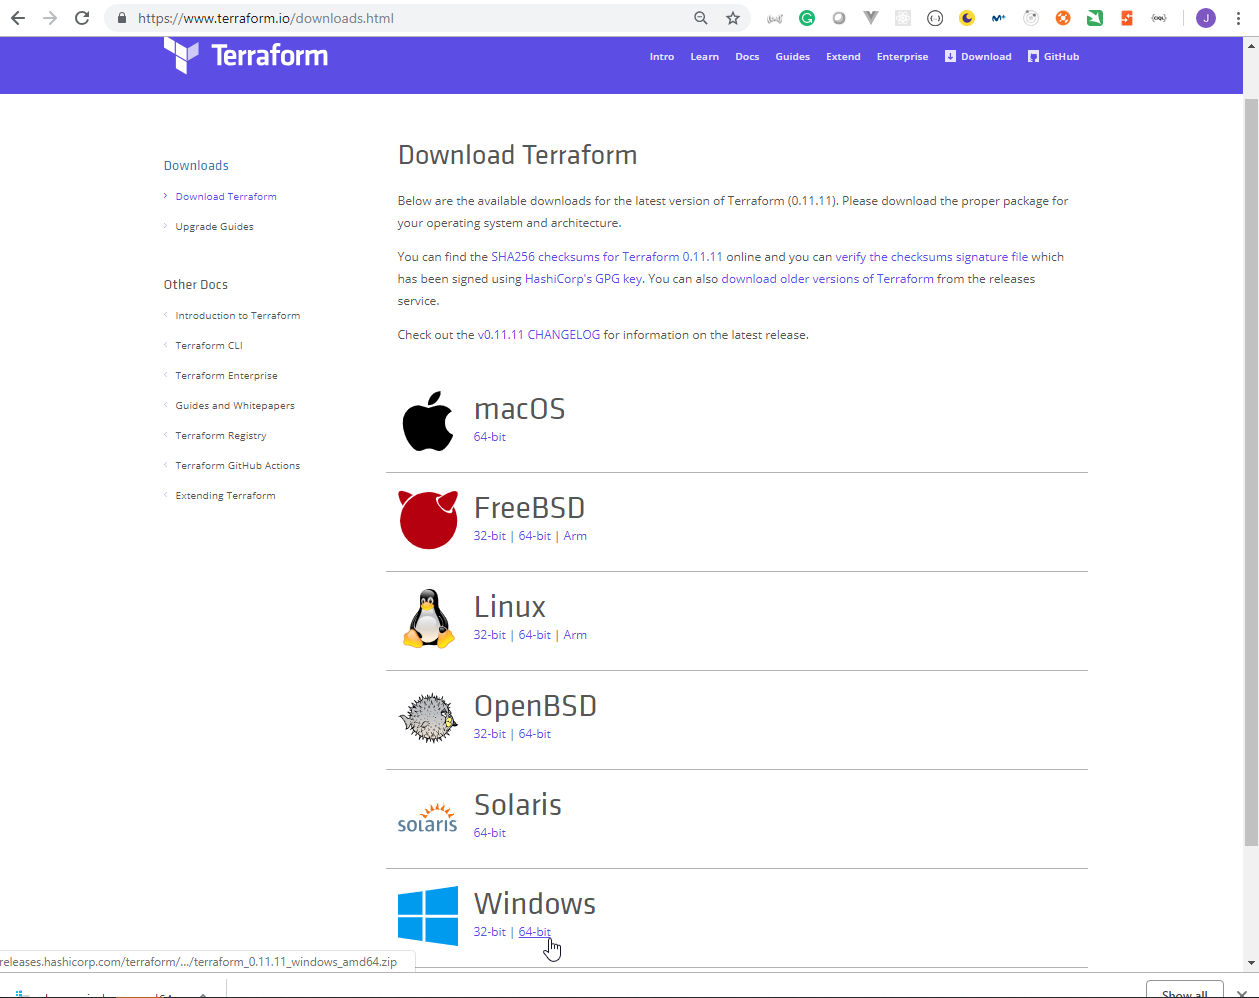 https://www.terraform.io/downloads.html
J
Terraform
Intro Learn Docs Guides Extend Enterprise Download GitHub
Downloads
Download Terraform
Upgrade Guides
Other Docs
Introduction to Terraform
Terraform CLI
Terraform Enterprise
Guides and Whitepapers
Terraform Registry
Terraform GitHub Actions
Extending Terraform
Download Terraform
Below are the available downloads for the latest version of Terraform (0.11.11). Please download the proper package for
your operating system and architecture.
You can find the SHA256 checksums for Terraform 0.11.11 online and you can verify the checksums signature file which
has been signed using HashiCorp's GPG key. You can also download older versions of Terraform from the releases
service.
Check out the v0.11.11 CHANGELOG for information on the latest release.
macOS
64-bit
FreeBSD
32-bit | 64-bit | Arm
Linux
32-bit | 64-bit | Arm
OpenBSD
32-bit | 64-bit
solaris
Solaris
64-bit
Windows
32-bit | 64-bit
releases.hashicorp.com/terraform/.../terraform_0.11.11_windows_amd64.zip
Show all